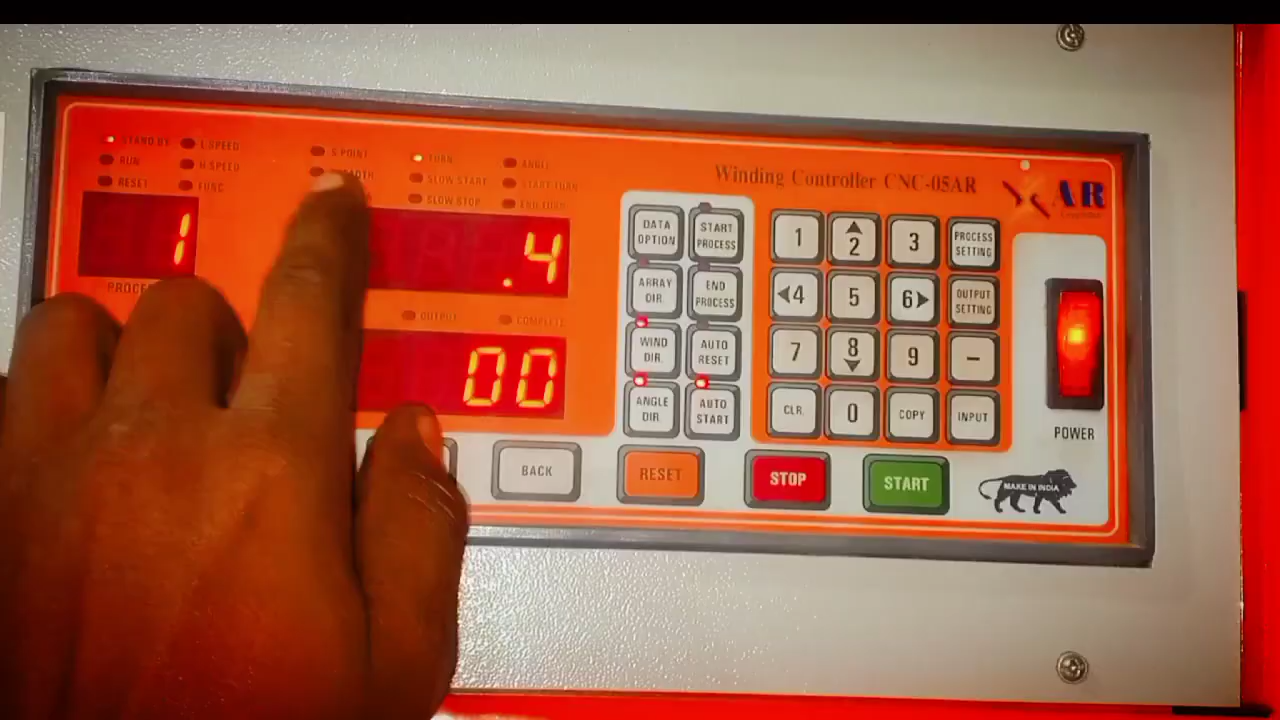 Winding Controller CNC-05AR
AR
STAND BY
L.SPEED
S.POINT
TURN
ANGLE
RUN
H.SPEED
SLOW START
START TURN
RESET
FUNC
SLOW STOP
END TURN
1
.4
OUTPUT
COMPLETE
00
DATA OPTION
START PROCESS
ARRAY DIR.
END PROCESS
WIND DIR.
AUTO RESET
ANGLE DIR.
AUTO START
1
2
3
PROCESS SETTING
4
5
6
OUTPUT SETTING
7
8
9
-
CLR.
0
COPY
INPUT
POWER
BACK
RESET
STOP
START
MAKE IN INDIA